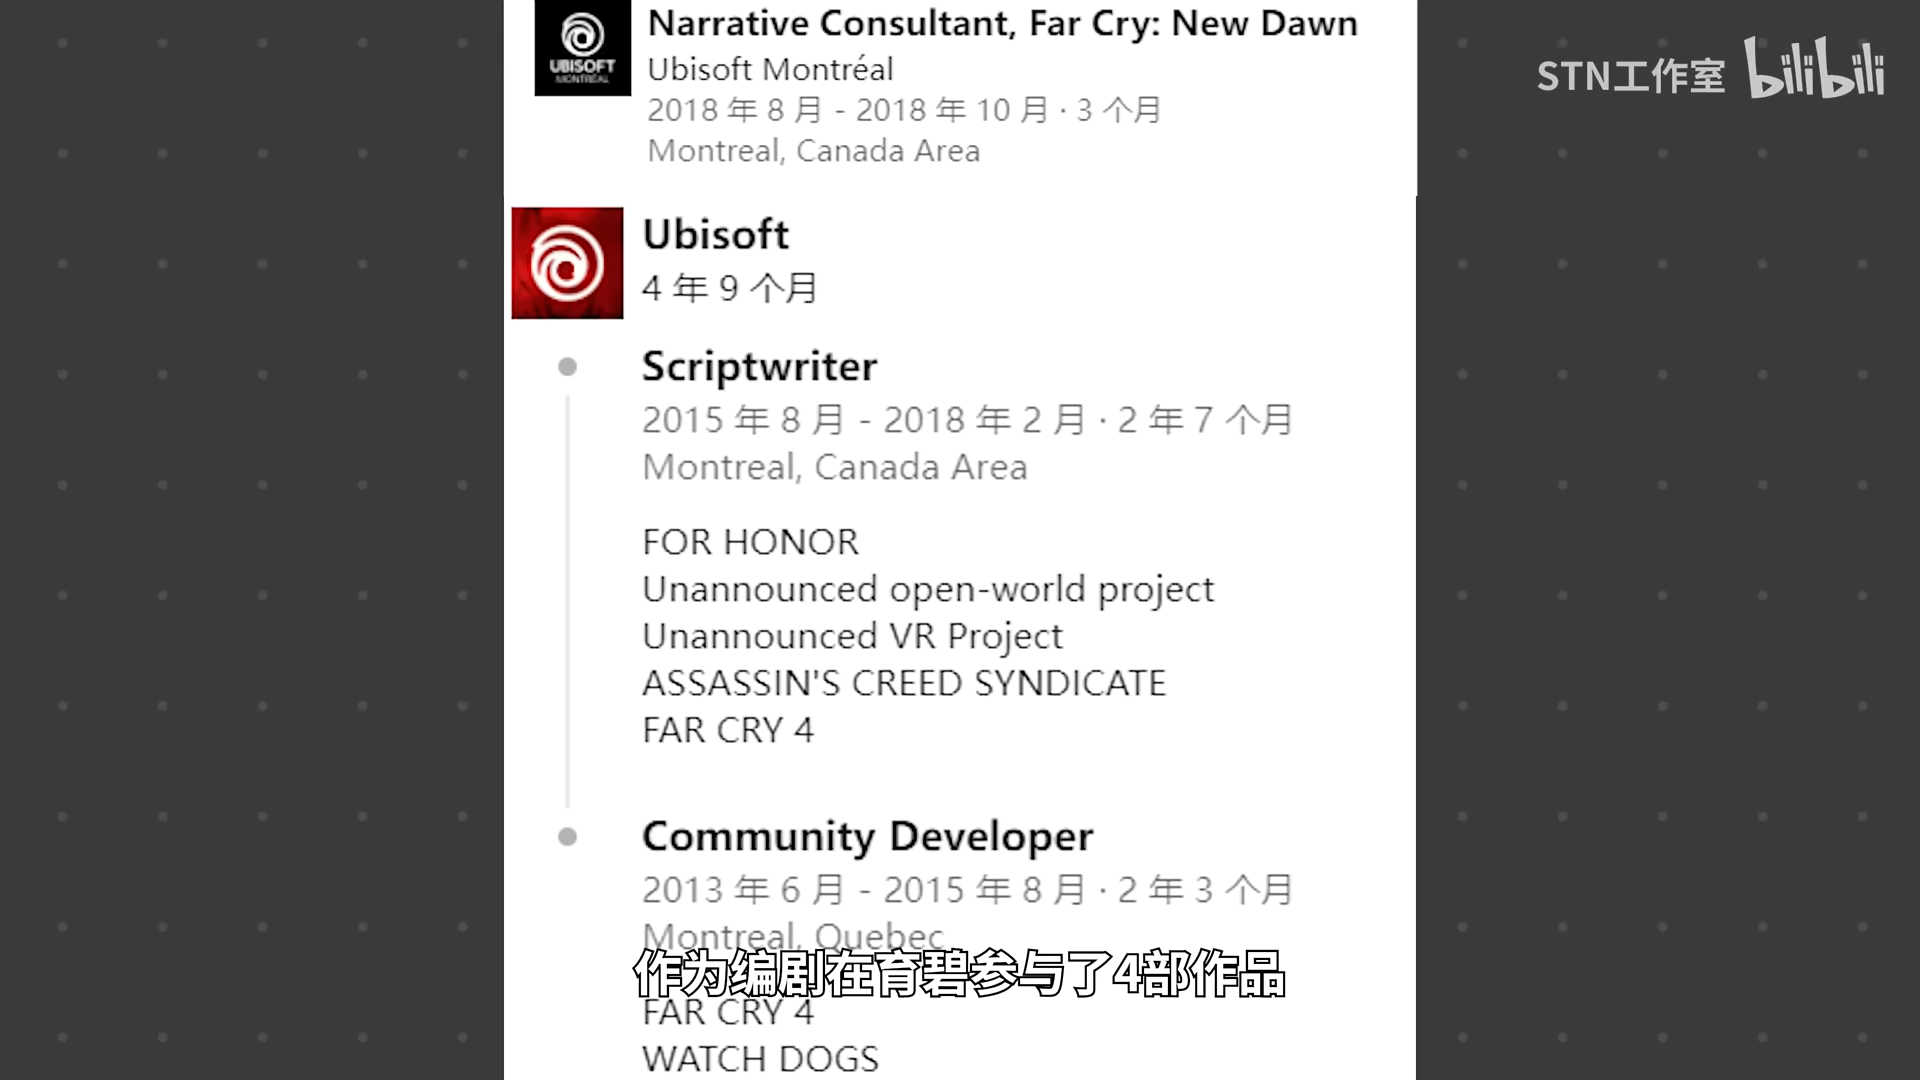 Narrative Consultant, Far Cry: New Dawn
UBISOFT
MONTRÉAL
Ubisoft Montréal
2018 年 8 月 - 2018 年 10 月 · 3 个月
Montreal, Canada Area
STN工作室 bilibili
Ubisoft
4 年 9 个月
Scriptwriter
2015 年 8 月 - 2018 年 2 月 · 2 年 7 个月
Montreal, Canada Area
FOR HONOR
Unannounced open-world project
Unannounced VR Project
ASSASSIN'S CREED SYNDICATE
FAR CRY 4
Community Developer
2013 年 6 月 - 2015 年 8 月 · 2 年 3 个月
Montreal, Quebec
作为编剧在育碧参与了4部作品
FAR CRY 4
WATCH DOGS